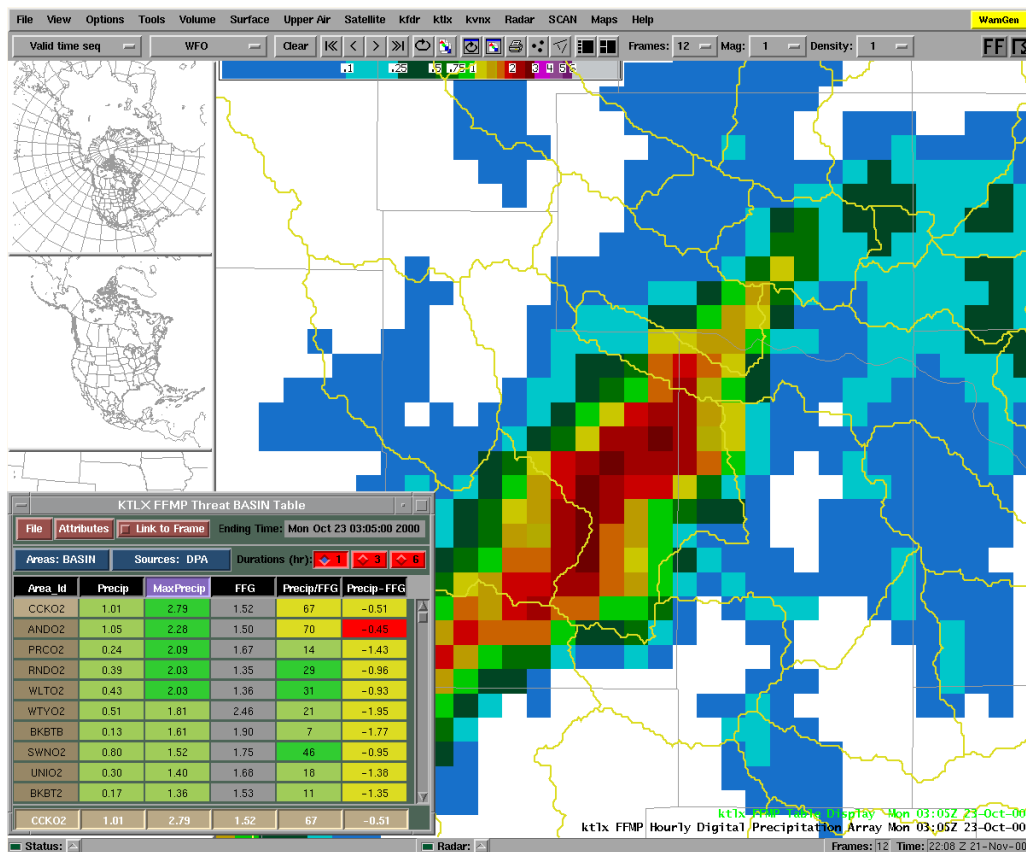 File View Options Tools Volume Surface Upper Air Satellite kfdr ktlx kvnx Radar SCAN Maps Help WarnGen
Valid time seq WFO Clear Frames: 12 Mag: 1 Density: 1 FF
.1 .25 .5 .75 1 2 3 4 5
KTLX FFMP Threat BASIN Table
File Attributes Link to Frame Ending Time: Mon Oct 23 03:05:00 2000
Areas: BASIN Sources: DPA Durations (hr): 1 3 6
Area_Id Precip MaxPrecip FFG Precip/FFG Precip-FFG
CCKO2 1.01 2.79 1.52 67 -0.51
ANDO2 1.05 2.28 1.50 70 -0.45
PRCO2 0.24 2.09 1.67 14 -1.43
RNDO2 0.39 2.03 1.35 29 -0.96
WLTO2 0.43 2.03 1.36 31 -0.93
WTYO2 0.51 1.81 2.46 21 -1.95
BKBTB 0.13 1.61 1.90 7 -1.77
SWNO2 0.80 1.52 1.75 46 -0.95
UNIO2 0.30 1.40 1.68 18 -1.38
BKBT2 0.17 1.36 1.53 11 -1.35
CCKO2 1.01 2.79 1.52 67 -0.51
ktlx FFMP Table Display Mon 03:05Z 23-Oct-00
ktlx FFMP Hourly Digital Precipitation Array Mon 03:05Z 23-Oct-00
Status: Radar: Frames: 12 Time: 22:08 Z 21-Nov-00